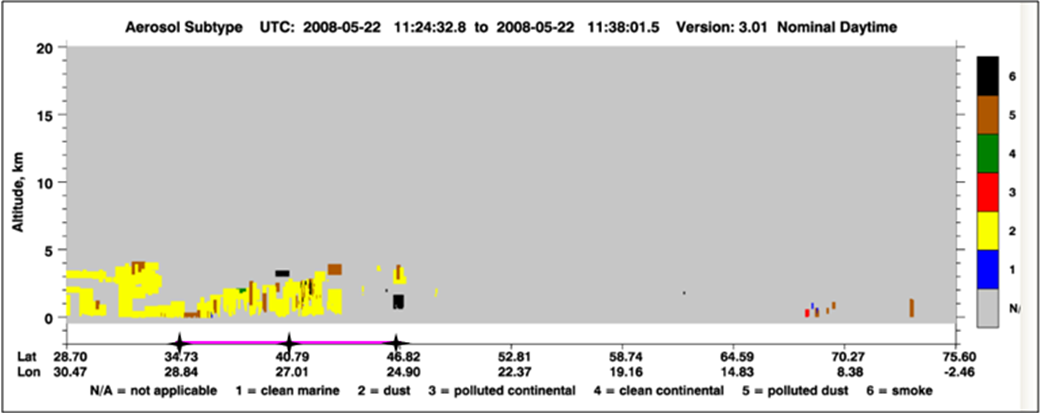 Aerosol Subtype UTC: 2008-05-22 11:24:32.8 to 2008-05-22 11:38:01.5 Version: 3.01 Nominal Daytime
20
15
10
5
0
Altitude, km
6
5
4
3
2
1
N/
Lat 28.70 34.73 40.79 46.82 52.81 58.74 64.59 70.27 75.60
Lon 30.47 28.84 27.01 24.90 22.37 19.16 14.83 8.38 -2.46
N/A = not applicable 1 = clean marine 2 = dust 3 = polluted continental 4 = clean continental 5 = polluted dust 6 = smoke